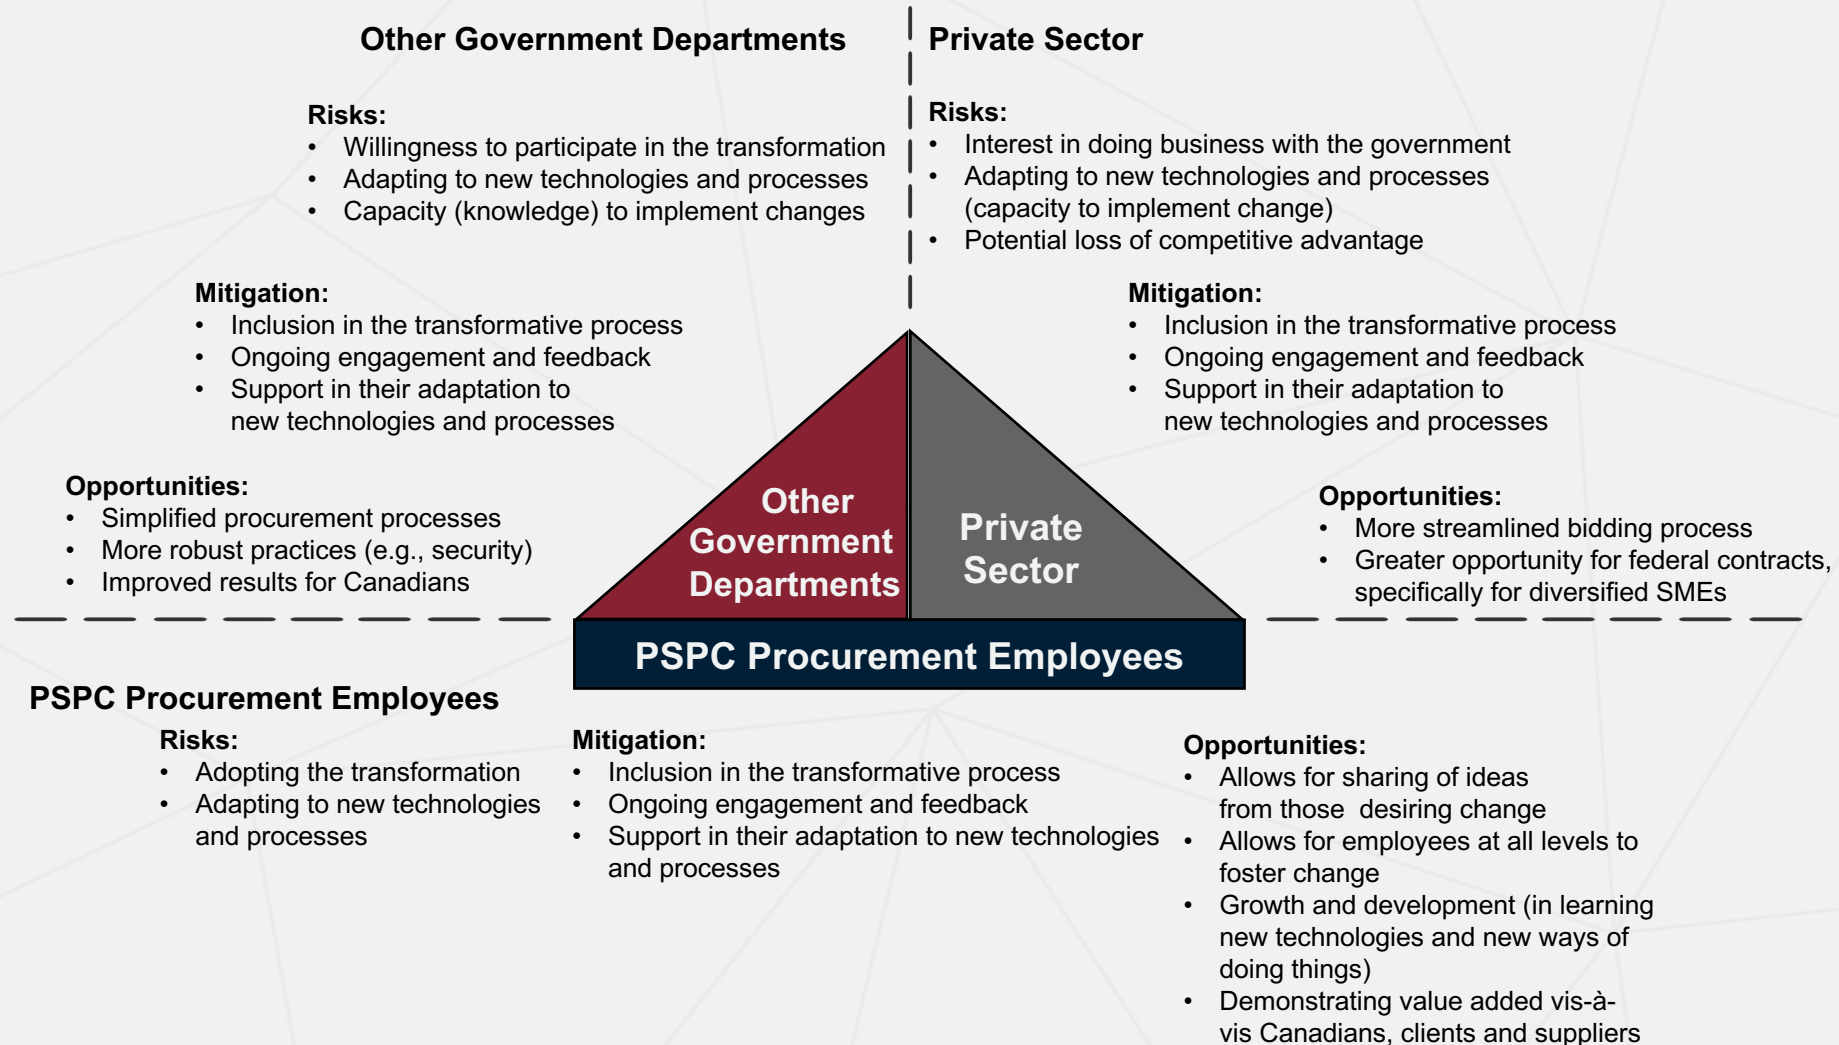 Other Government Departments
Risks:
• Willingness to participate in the transformation
• Adapting to new technologies and processes
• Capacity (knowledge) to implement changes
Mitigation:
• Inclusion in the transformative process
• Ongoing engagement and feedback
• Support in their adaptation to
new technologies and processes
Opportunities:
• Simplified procurement processes
• More robust practices (e.g., security)
• Improved results for Canadians
Private Sector
Risks:
• Interest in doing business with the government
• Adapting to new technologies and processes
(capacity to implement change)
• Potential loss of competitive advantage
Mitigation:
• Inclusion in the transformative process
• Ongoing engagement and feedback
• Support in their adaptation to
new technologies and processes
Opportunities:
• More streamlined bidding process
• Greater opportunity for federal contracts,
specifically for diversified SMEs
Other
Government
Departments
Private
Sector
PSPC Procurement Employees
PSPC Procurement Employees
Risks:
• Adopting the transformation
• Adapting to new technologies
and processes
Mitigation:
• Inclusion in the transformative process
• Ongoing engagement and feedback
• Support in their adaptation to new technologies
and processes
Opportunities:
• Allows for sharing of ideas
from those desiring change
• Allows for employees at all levels to
foster change
• Growth and development (in learning
new technologies and new ways of
doing things)
• Demonstrating value added vis-à-
vis Canadians, clients and suppliers